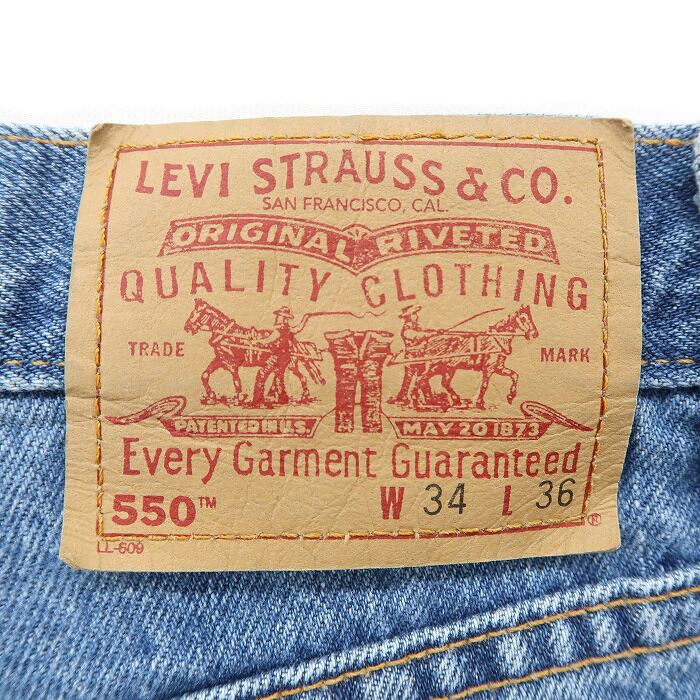 LEVI STRAUSS & CO.
SAN FRANCISCO, CAL.
ORIGINAL RIVETED
QUALITY CLOTHING
TRADE MARK
PATENTED IN U.S. MAY 20 1873
Every Garment Guaranteed
550™ W 34 L 36
LL-609 ®